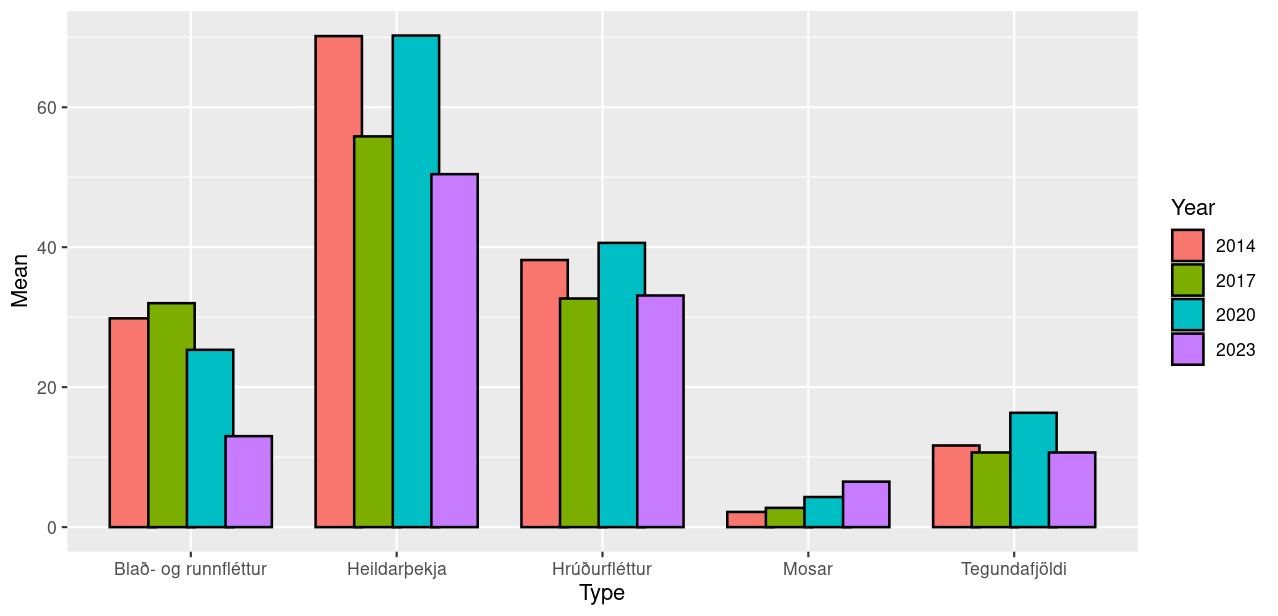 Mean
60
40
20
0
Blað- og runnfléttur
Heildarþekja
Hrúðurfléttur
Mosar
Tegundafjöldi
Type
Year
2014
2017
2020
2023